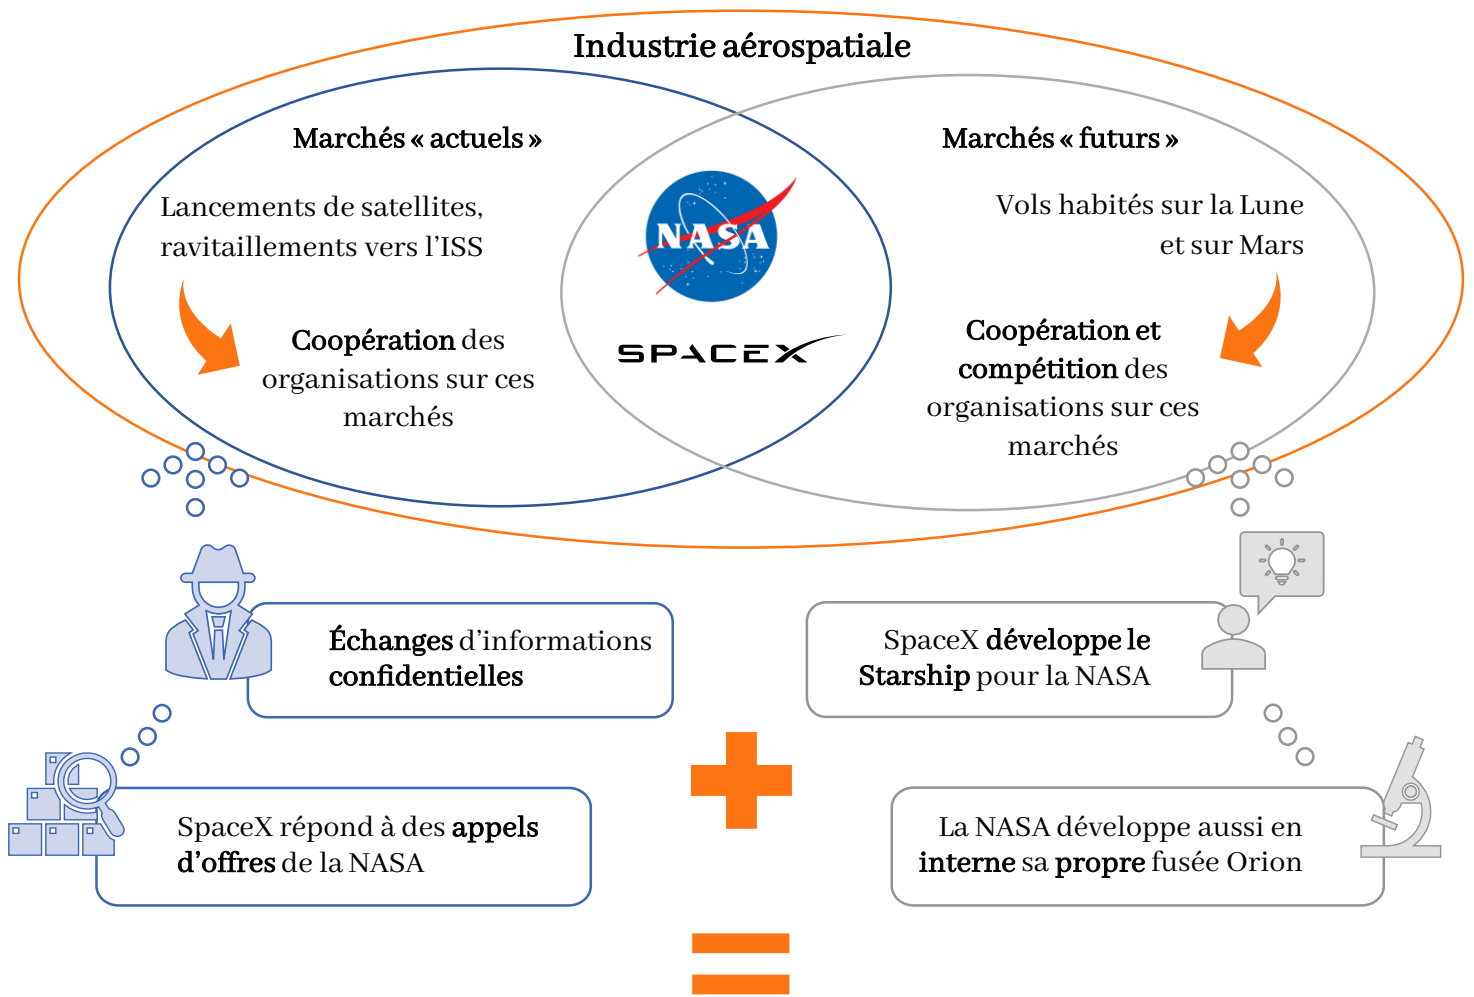 Industrie aérospatiale
Marchés « actuels »
Lancements de satellites,
ravitaillements vers l’ISS
Coopération des
organisations sur ces
marchés
NASA
SPACEX
Marchés « futurs »
Vols habités sur la Lune
et sur Mars
Coopération et
compétition des
organisations sur ces
marchés
Échanges d’informations
confidentielles
SpaceX répond à des appels
d’offres de la NASA
SpaceX développe le
Starship pour la NASA
La NASA développe aussi en
interne sa propre fusée Orion